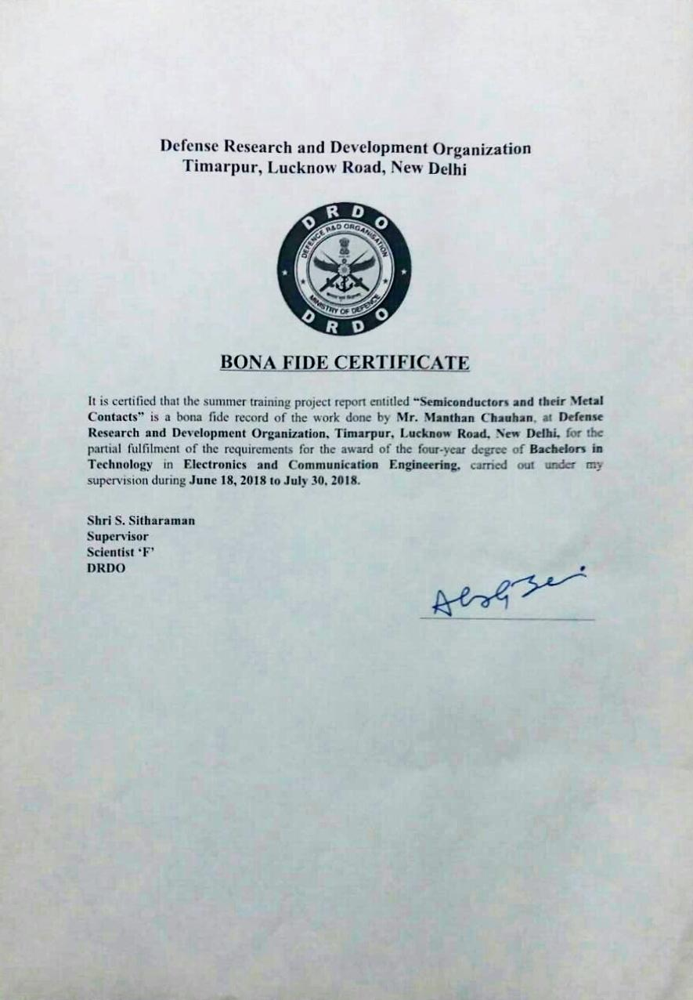 Defense Research and Development Organization
Timarpur, Lucknow Road, New Delhi
DRDO
DEFENCE R&D ORGANISATION
MINISTRY OF DEFENCE
DRDO
BONA FIDE CERTIFICATE
It is certified that the summer training project report entitled “Semiconductors and their Metal
Contacts” is a bona fide record of the work done by Mr. Manthan Chauhan, at Defense
Research and Development Organization, Timarpur, Lucknow Road, New Delhi, for the
partial fulfilment of the requirements for the award of the four-year degree of Bachelors in
Technology in Electronics and Communication Engineering, carried out under my
supervision during June 18, 2018 to July 30, 2018.
Shri S. Sitharaman
Supervisor
Scientist ‘F’
DRDO